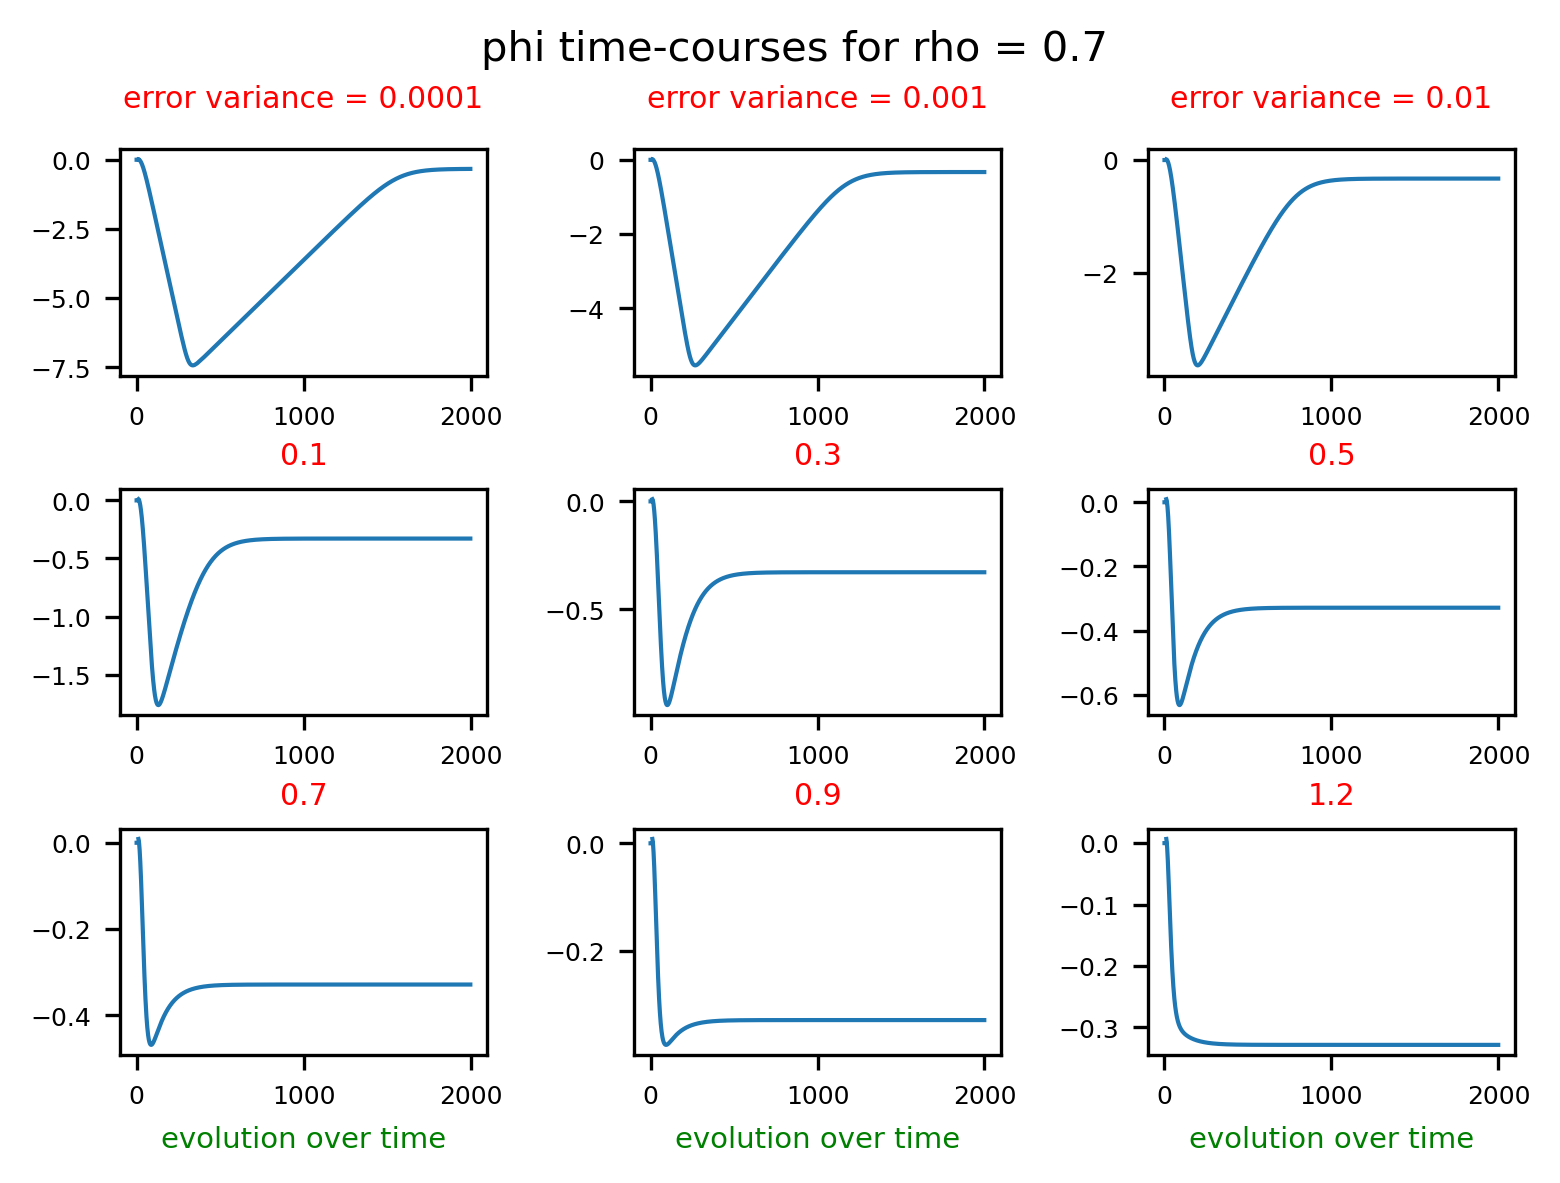 phi time-courses for rho = 0.7
error variance = 0.0001
error variance = 0.001
error variance = 0.01
0.0
−2.5
−5.0
−7.5
0 1000 2000
0
−2
−4
0 1000 2000
0
−2
0 1000 2000
0.1
0.3
0.5
0.0
−0.5
−1.0
−1.5
0 1000 2000
0.0
−0.5
0 1000 2000
0.0
−0.2
−0.4
−0.6
0 1000 2000
0.7
0.9
1.2
0.0
−0.2
−0.4
0 1000 2000
0.0
−0.2
0 1000 2000
0.0
−0.1
−0.2
−0.3
0 1000 2000
evolution over time
evolution over time
evolution over time